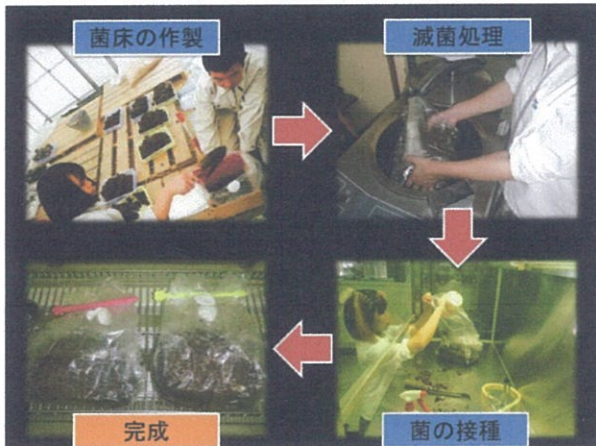 菌床の作製
滅菌処理
菌の接種
完成